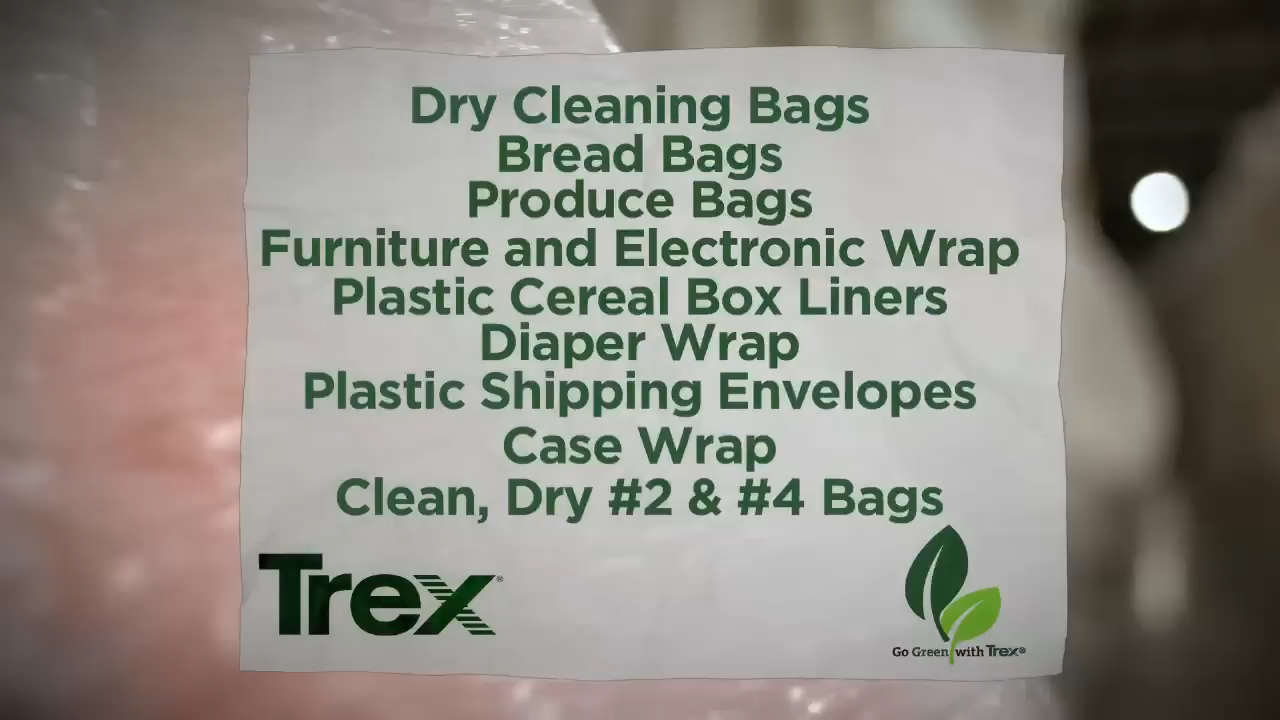 Dry Cleaning Bags
Bread Bags
Produce Bags
Furniture and Electronic Wrap
Plastic Cereal Box Liners
Diaper Wrap
Plastic Shipping Envelopes
Case Wrap
Clean, Dry #2 & #4 Bags
Trex®
Go Green with Trex®